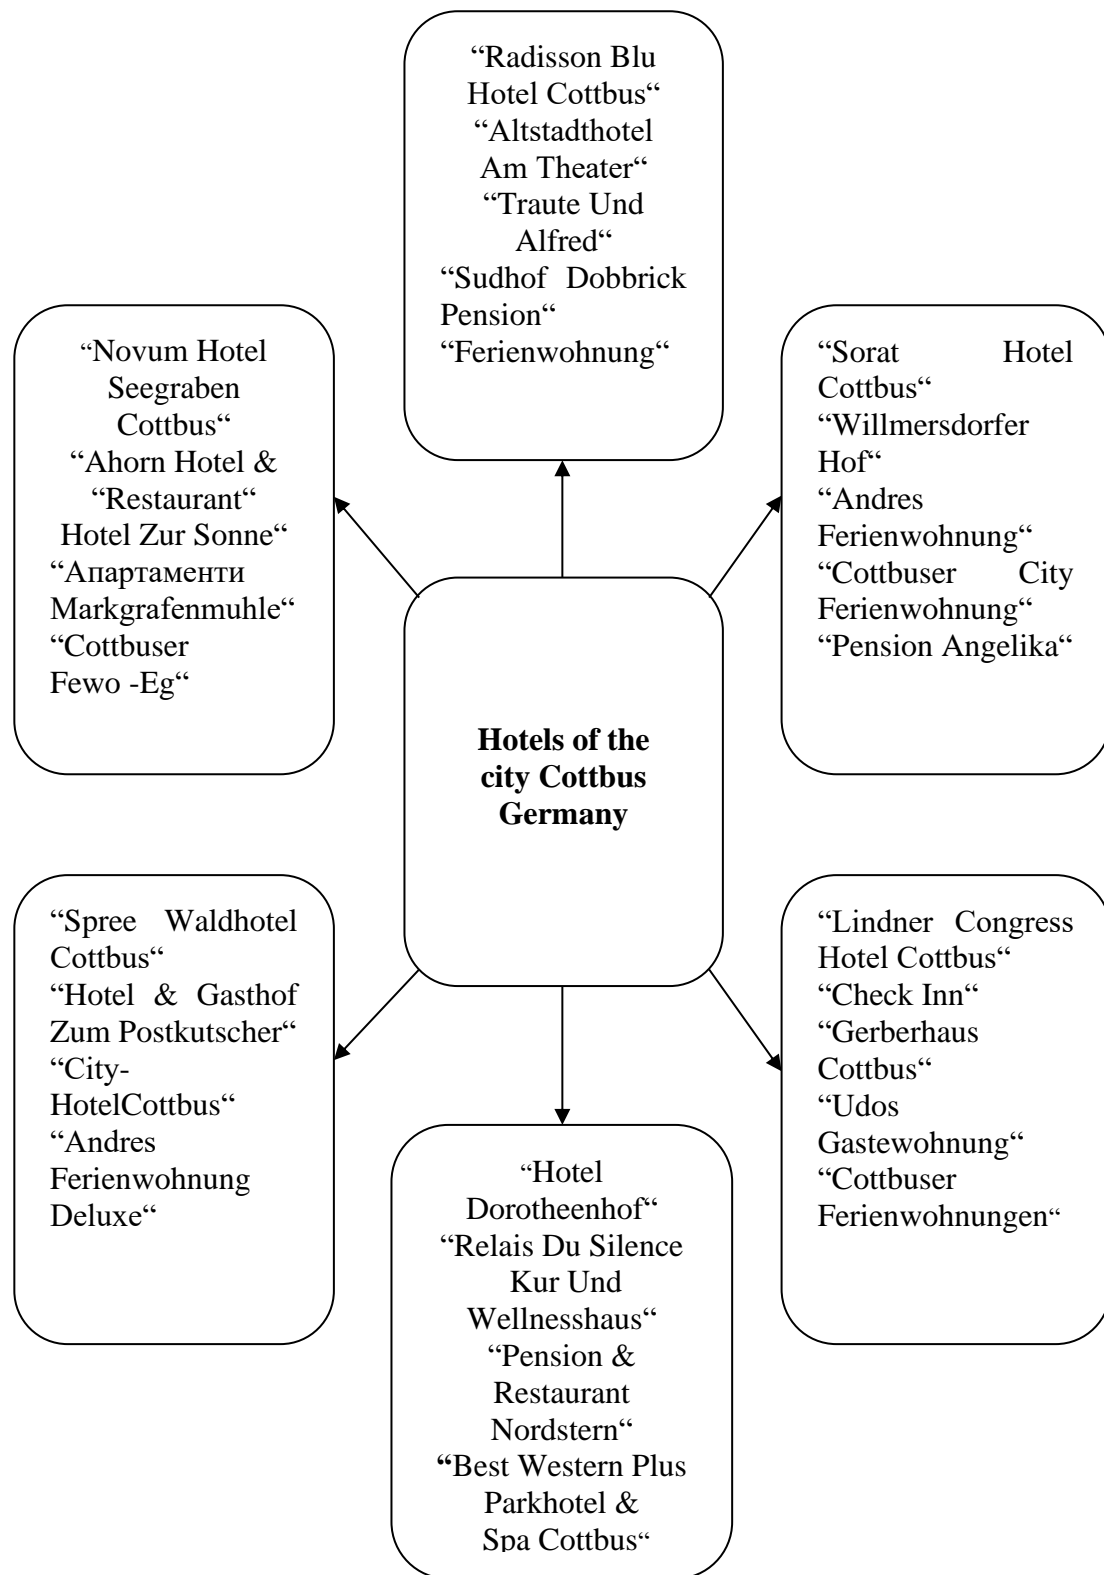 “Radisson Blu
Hotel Cottbus“
“Altstadthotel
Am Theater“
“Traute Und
Alfred“
“Sudhof Dobbrick
Pension“
“Ferienwohnung“
“Novum Hotel
Seegraben
Cottbus“
“Ahorn Hotel &
“Restaurant“
Hotel Zur Sonne“
“Апартаменти
Markgrafenmuhle“
“Cottbuser
Fewo -Eg“
“Sorat Hotel
Cottbus“
“Willmersdorfer
Hof“
“Andres
Ferienwohnung“
“Cottbuser City
Ferienwohnung“
“Pension Angelika“
Hotels of the
city Cottbus
Germany
“Spree Waldhotel
Cottbus“
“Hotel & Gasthof
Zum Postkutscher“
“City-
HotelCottbus“
“Andres
Ferienwohnung
Deluxe“
“Lindner Congress
Hotel Cottbus“
“Check Inn“
“Gerberhaus
Cottbus“
“Udos
Gastewohnung“
“Cottbuser
Ferienwohnungen“
“Hotel
Dorotheenhof“
“Relais Du Silence
Kur Und
Wellnesshaus“
“Pension &
Restaurant
Nordstern“
“Best Western Plus
Parkhotel &
Spa Cottbus“